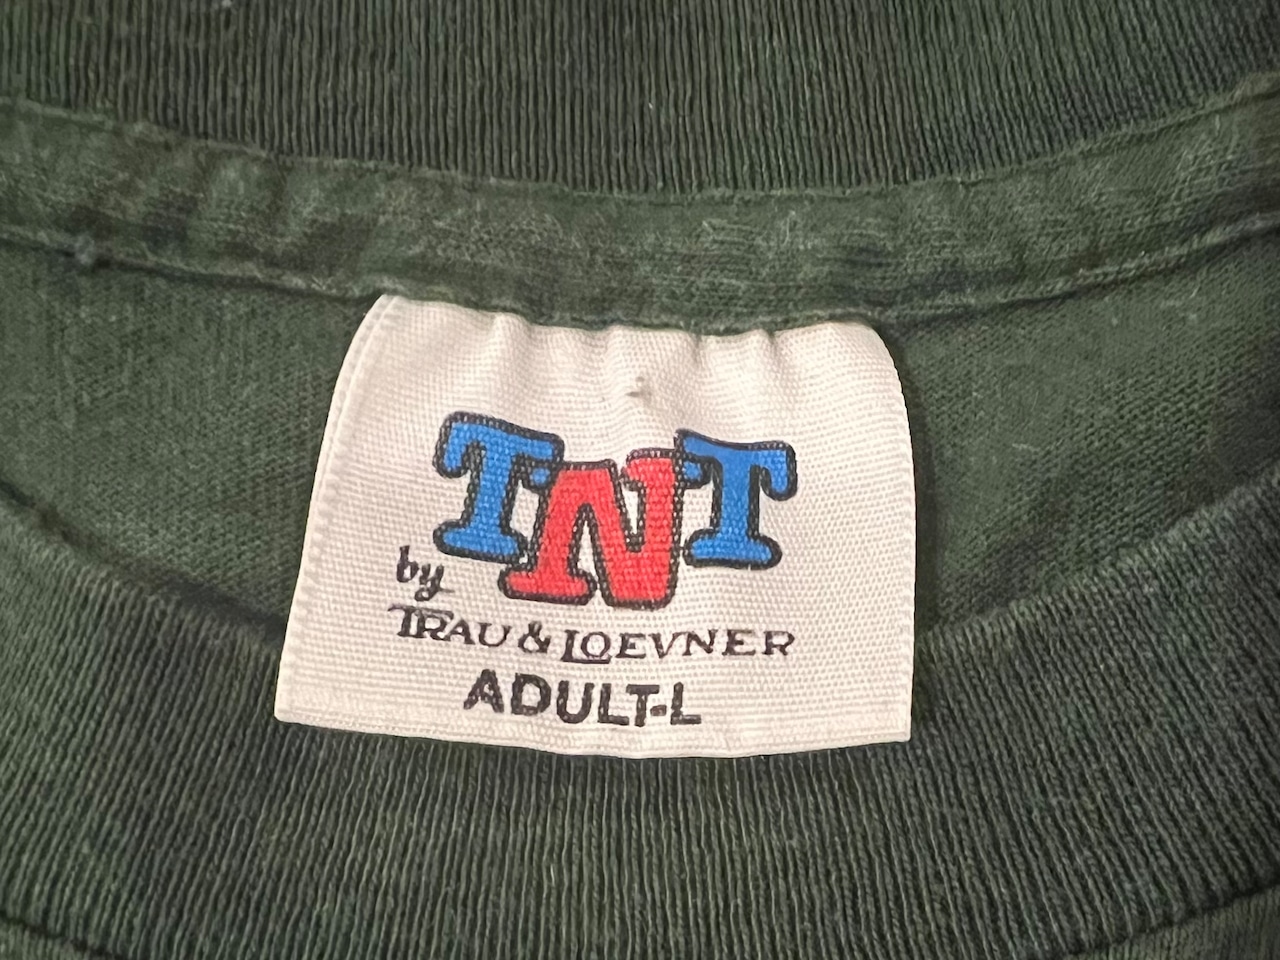 TNT
by
TRAU & LOEVNER
ADULT-L